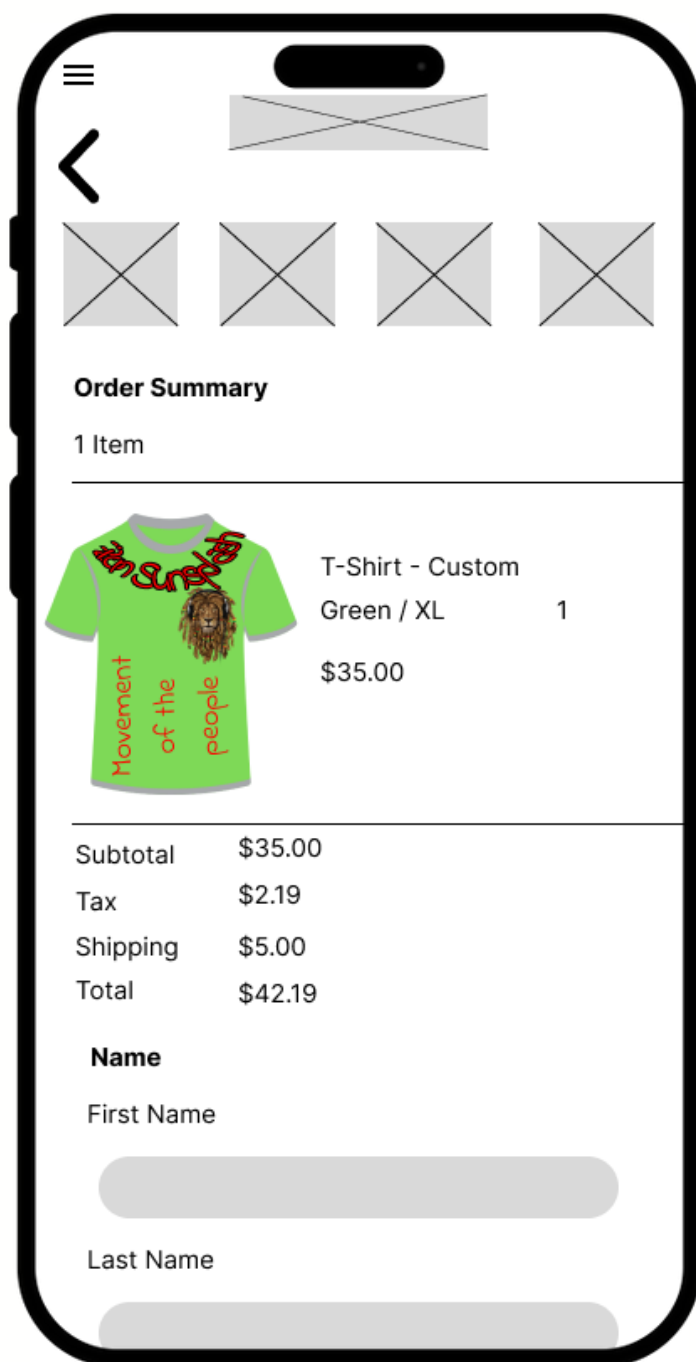 Order Summary
1 Item
Sunsplash
Movement
of the
people
T-Shirt - Custom
Green / XL 1
$35.00
Subtotal $35.00
Tax $2.19
Shipping $5.00
Total $42.19
Name
First Name
Last Name